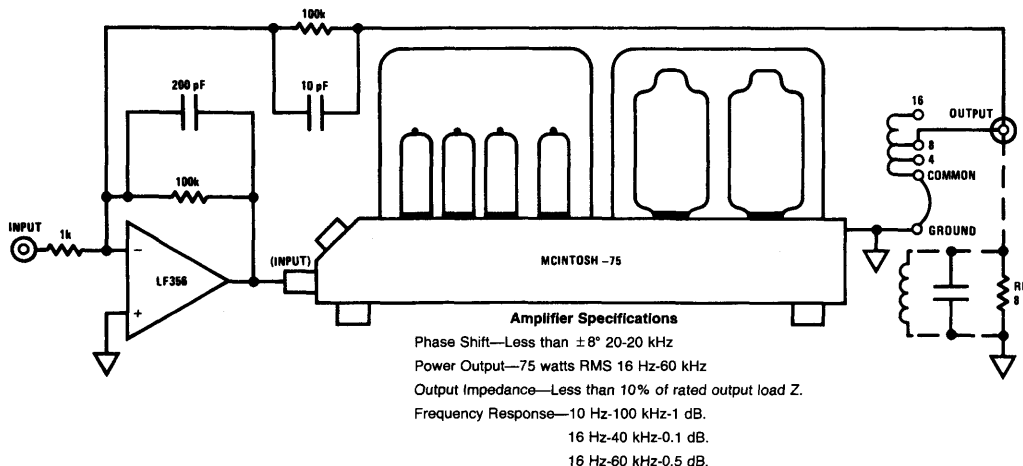 100k
200 pF
10 pF
100k
INPUT
1k
−
LF356
+
(INPUT)
MCINTOSH –75
16
OUTPUT
8
4
COMMON
GROUND
8
Amplifier Specifications
Phase Shift—Less than ±8° 20-20 kHz
Power Output—75 watts RMS 16 Hz-60 kHz
Output Impedance—Less than 10% of rated output load Z.
Frequency Response—10 Hz-100 kHz-1 dB.
16 Hz-40 kHz-0.1 dB.
16 Hz-60 kHz-0.5 dB.